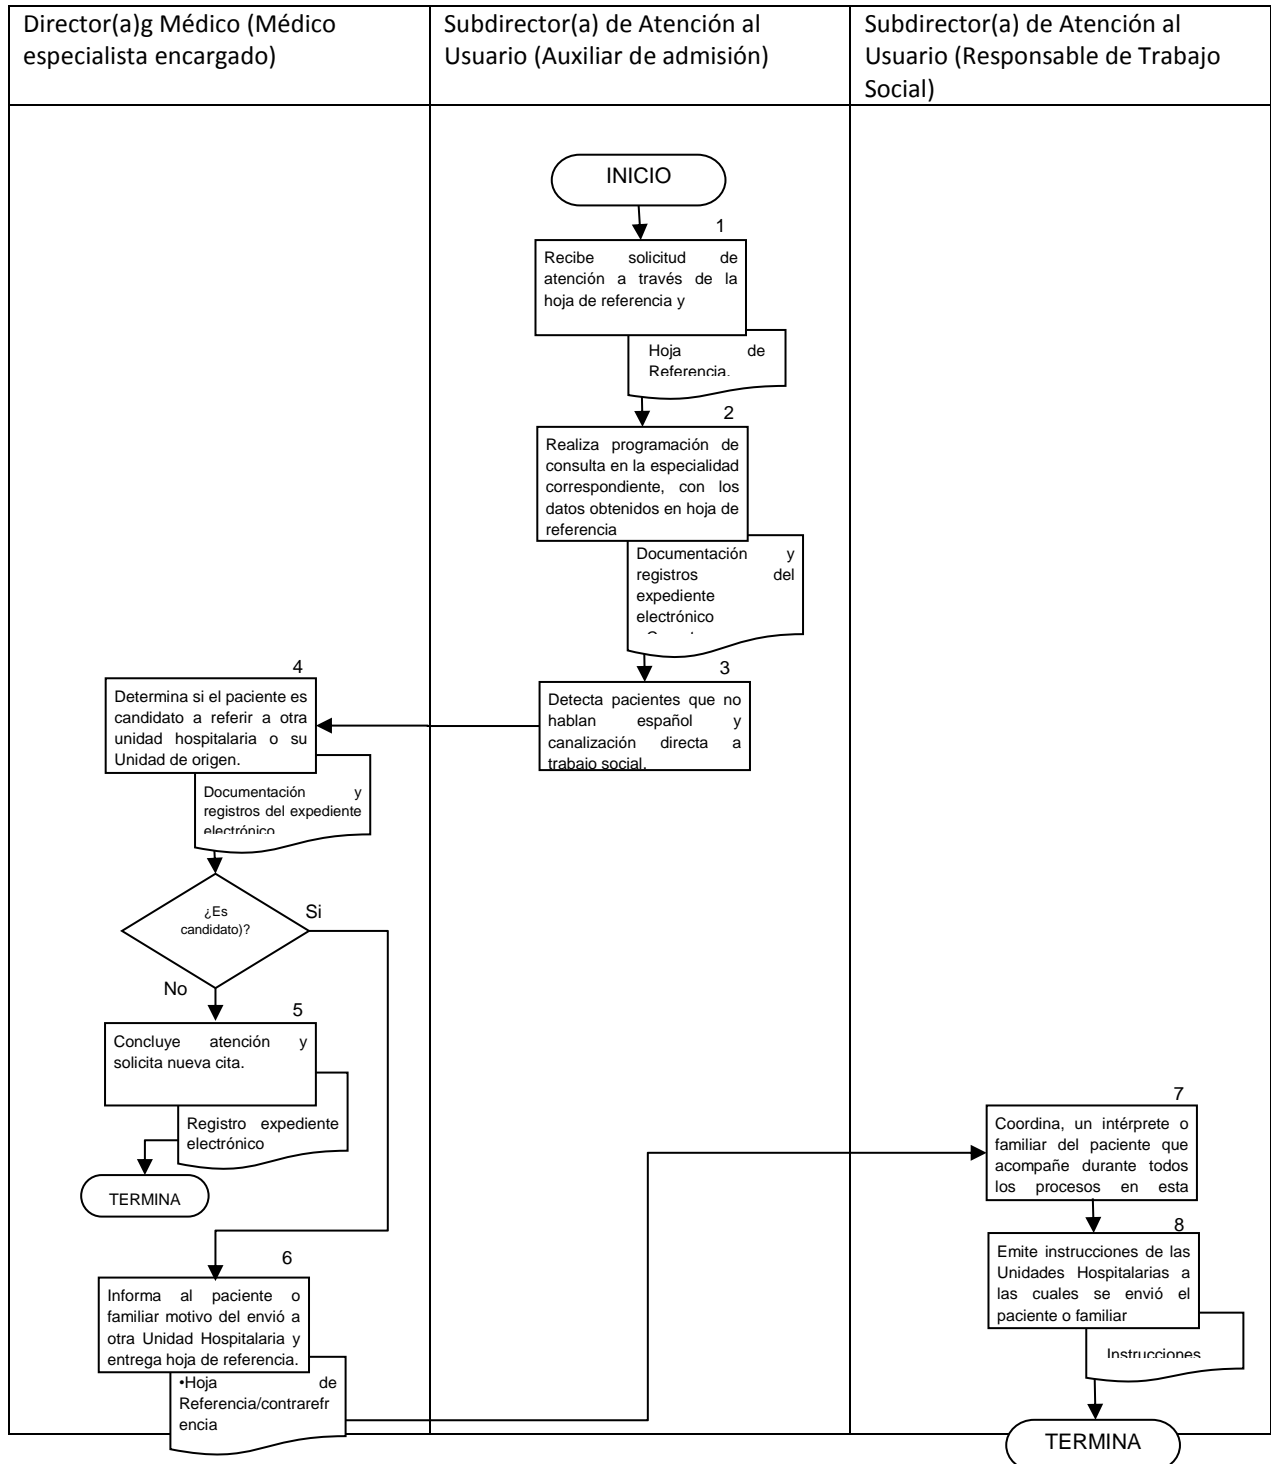 Director(a)g Médico (Médico
especialista encargado)
Subdirector(a) de Atención al
Usuario (Auxiliar de admisión)
Subdirector(a) de Atención al
Usuario (Responsable de Trabajo
Social)
INICIO
1
Recibe solicitud de
atención a través de la
hoja de referencia y
Hoja de
Referencia.
2
Realiza programación de
consulta en la especialidad
correspondiente, con los
datos obtenidos en hoja de
referencia
Documentación y
registros del
expediente
electrónico
3
Detecta pacientes que no
hablan español y
canalización directa a
trabajo social.
4
Determina si el paciente es
candidato a referir a otra
unidad hospitalaria o su
Unidad de origen.
Documentación y
registros del expediente
electrónico
¿Es
candidato)?
Si
No
5
Concluye atención y
solicita nueva cita.
Registro expediente
electrónico
TERMINA
6
Informa al paciente o
familiar motivo del envió a
otra Unidad Hospitalaria y
entrega hoja de referencia.
•Hoja de
Referencia/contrarefr
encia
7
Coordina, un intérprete o
familiar del paciente que
acompañe durante todos
los procesos en esta
8
Emite instrucciones de las
Unidades Hospitalarias a
las cuales se envió el
paciente o familiar
Instrucciones
TERMINA